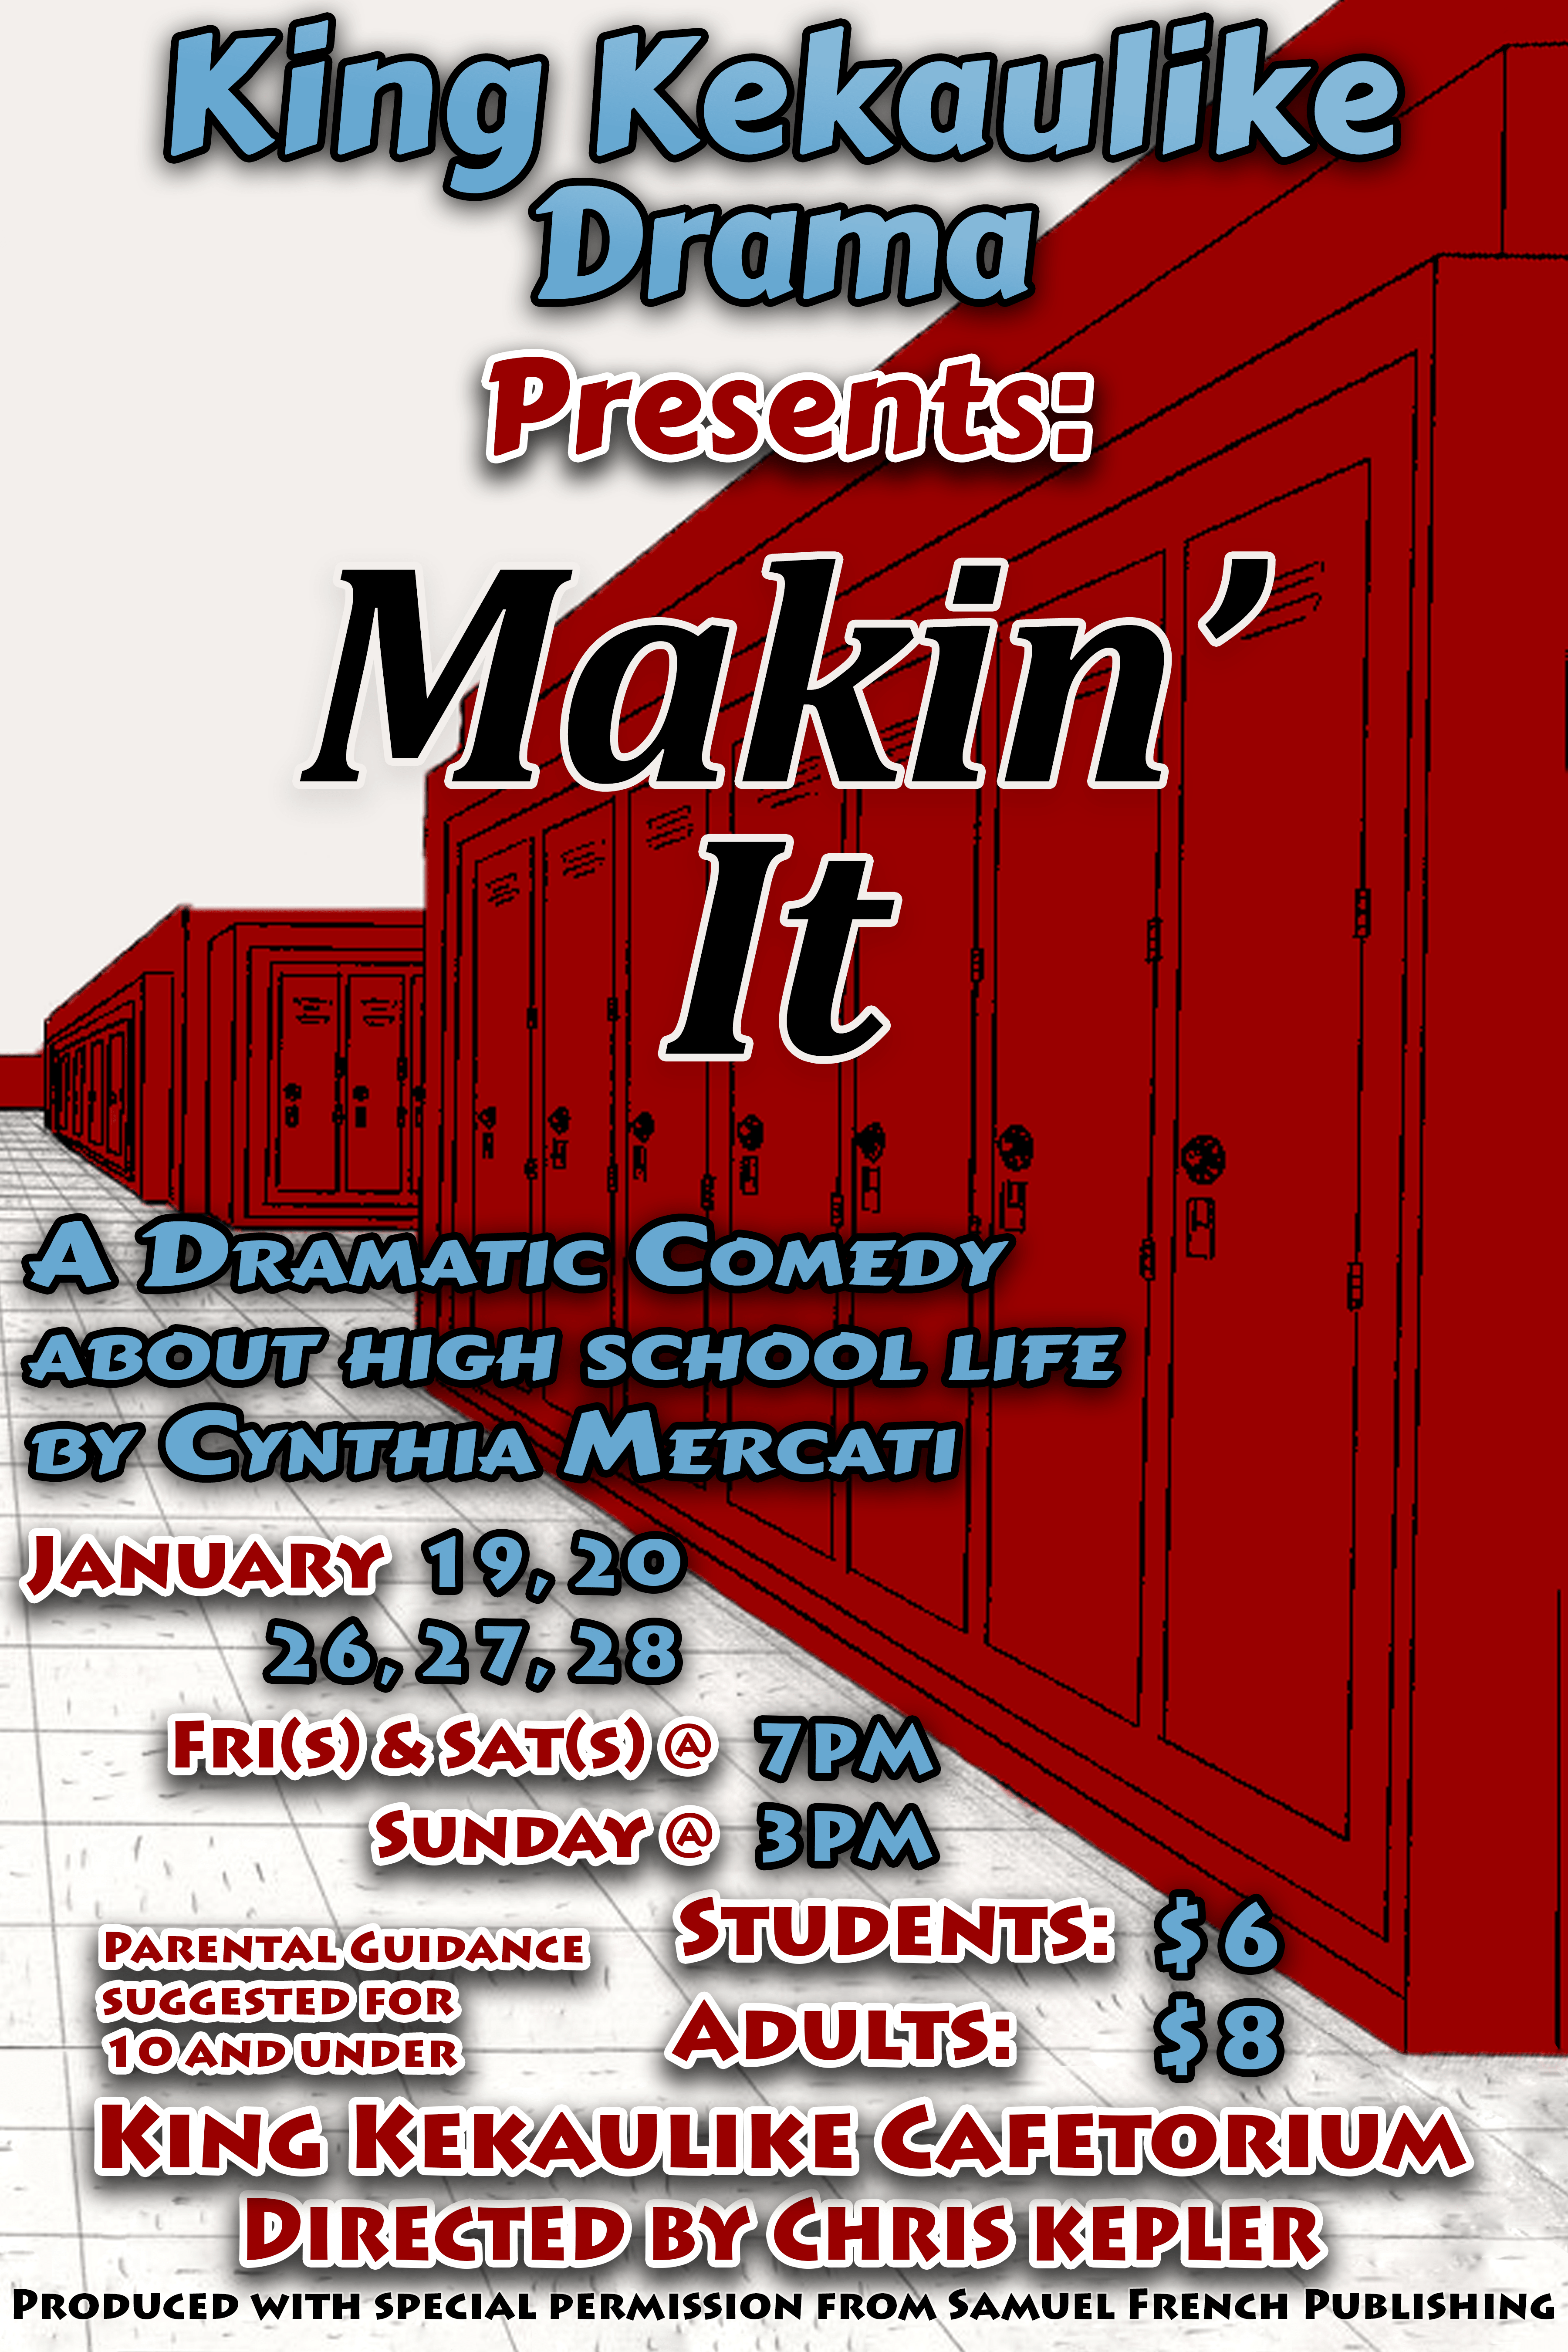 King Kekaulike
Drama
Presents:
Makin'
It
A Dramatic Comedy
about high school life
by Cynthia Mercati
January 19, 20
26, 27, 28
Fri(s) & Sat(s) @ 7pm
Sunday @ 3pm
Students: $6
Adults: $8
Parental Guidance
suggested for
10 and under
King Kekaulike Cafetorium
Directed by Chris Kepler
Produced with special permission from Samuel French Publishing